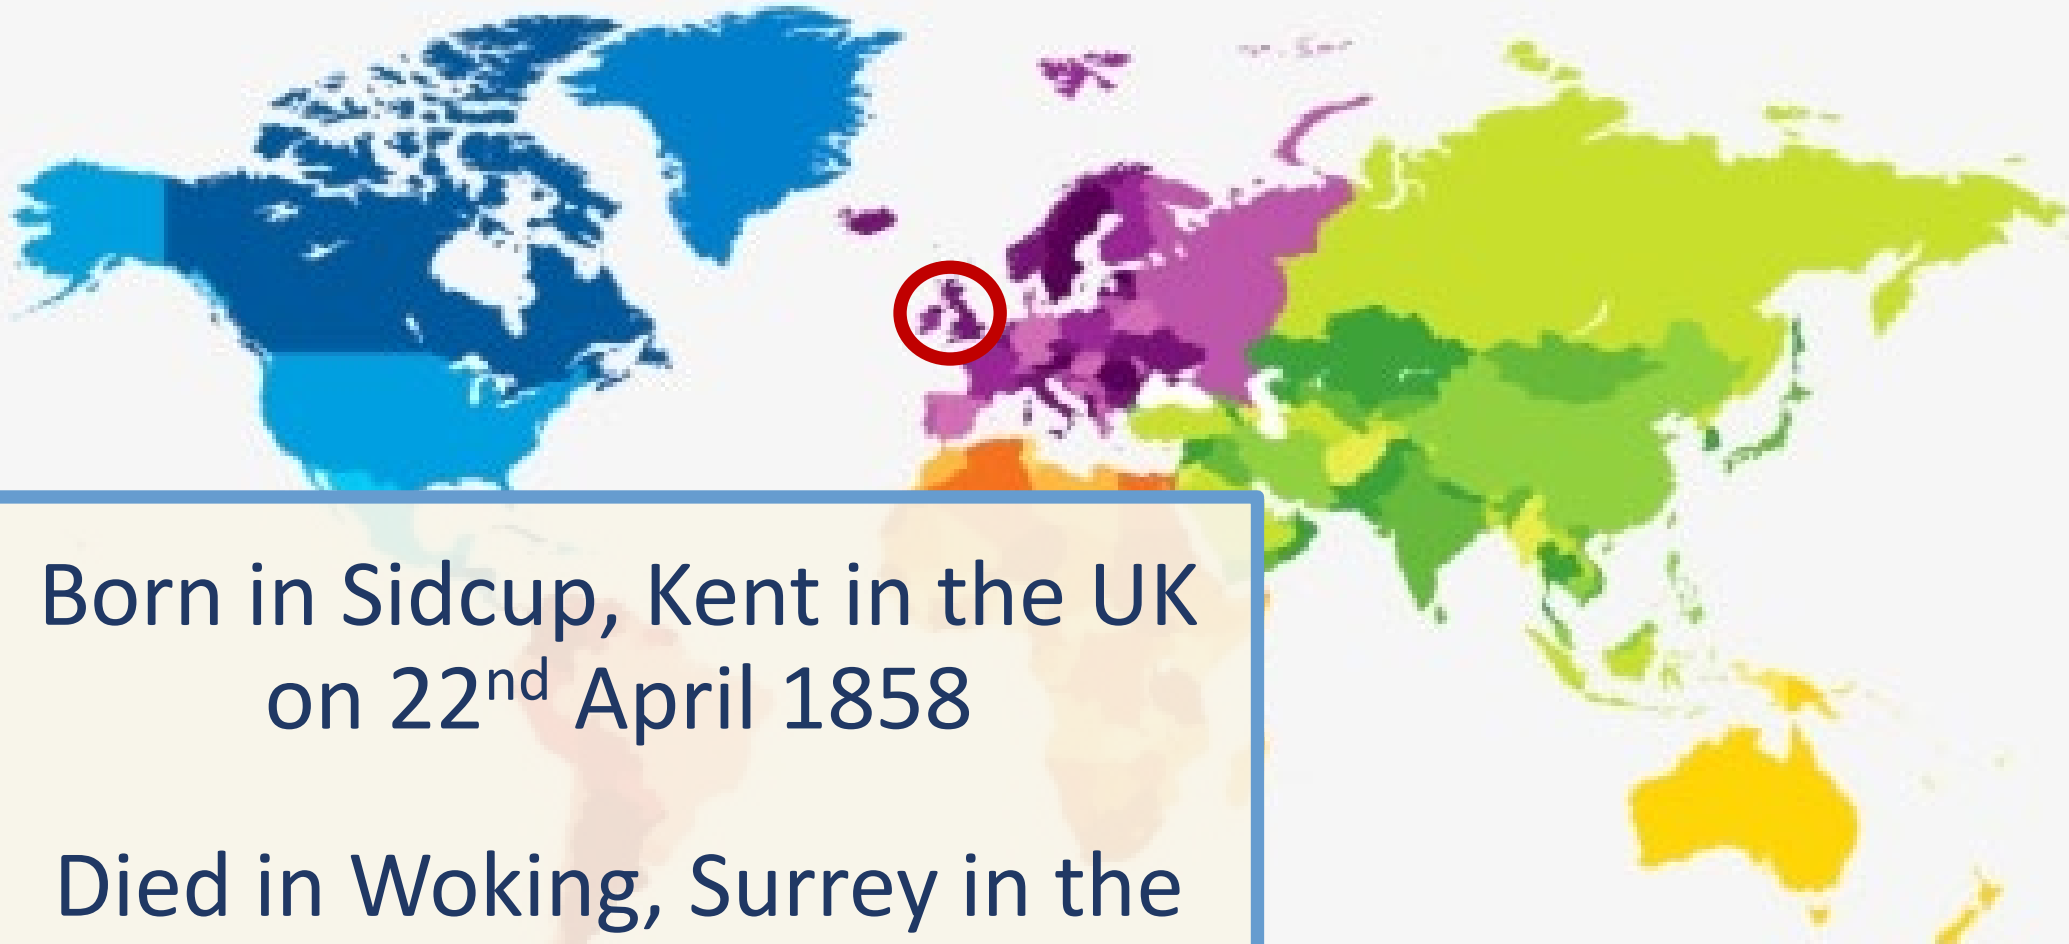 Born in Sidcup, Kent in the UK
on 22nd April 1858
Died in Woking, Surrey in the